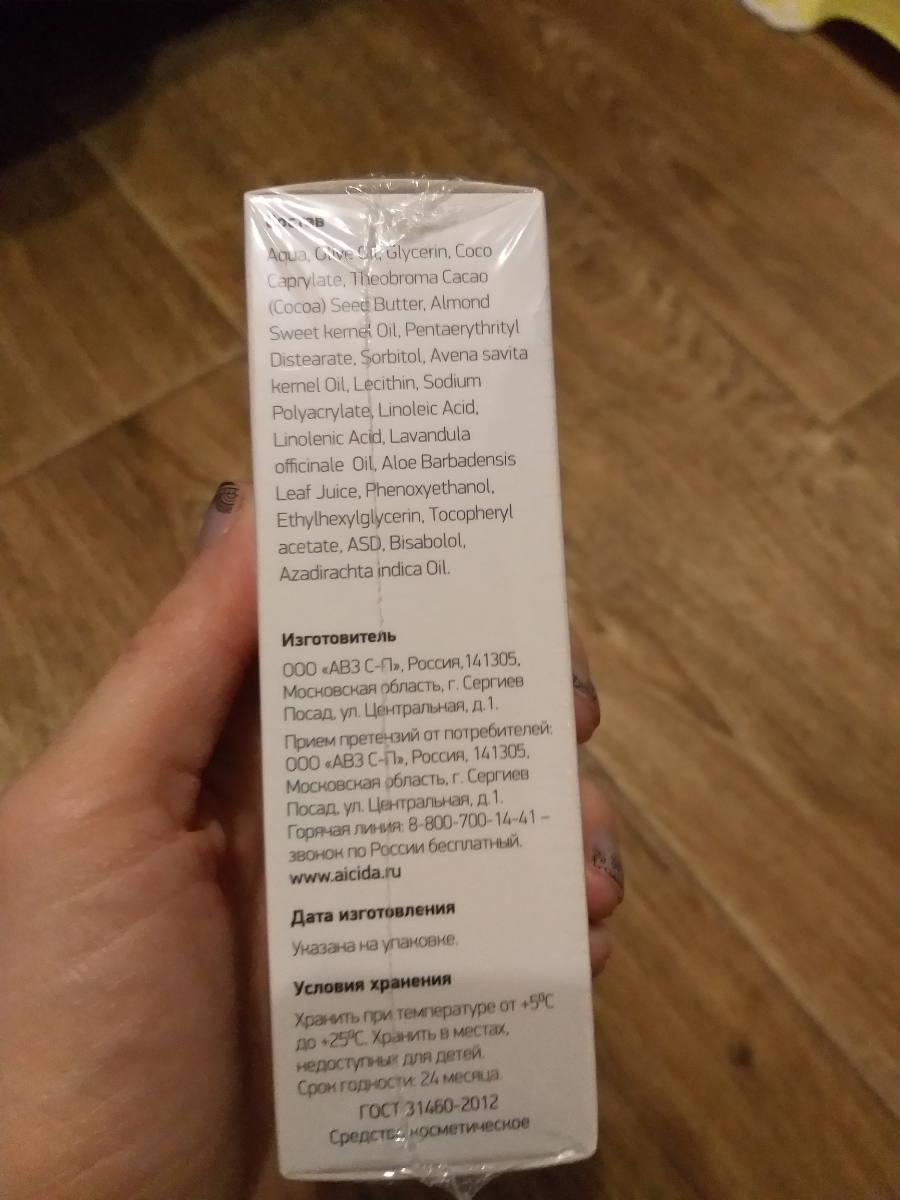 Состав
Aqua, Olive Oil, Glycerin, Coco
Caprylate, Theobroma Cacao
(Cocoa) Seed Butter, Almond
Sweet kernel Oil, Pentaerythrityl
Distearate, Sorbitol, Avena savita
kernel Oil, Lecithin, Sodium
Polyacrylate, Linoleic Acid,
Linolenic Acid, Lavandula
officinale Oil, Aloe Barbadensis
Leaf Juice, Phenoxyethanol,
Ethylhexylglycerin, Tocopheryl
acetate, ASD, Bisabolol,
Azadirachta indica Oil.
Изготовитель
ООО «АВЗ С-П», Россия, 141305,
Московская область, г. Сергиев
Посад, ул. Центральная, д.1.
Прием претензий от потребителей:
ООО «АВЗ С-П», Россия, 141305,
Московская область, г. Сергиев
Посад, ул. Центральная, д.1.
Горячая линия: 8-800-700-14-41 –
звонок по России бесплатный.
www.aicida.ru
Дата изготовления
Указана на упаковке.
Условия хранения
Хранить при температуре от +5ºС
до +25ºС. Хранить в местах,
недоступных для детей.
Срок годности: 24 месяца.
ГОСТ 31460-2012
Средство косметическое